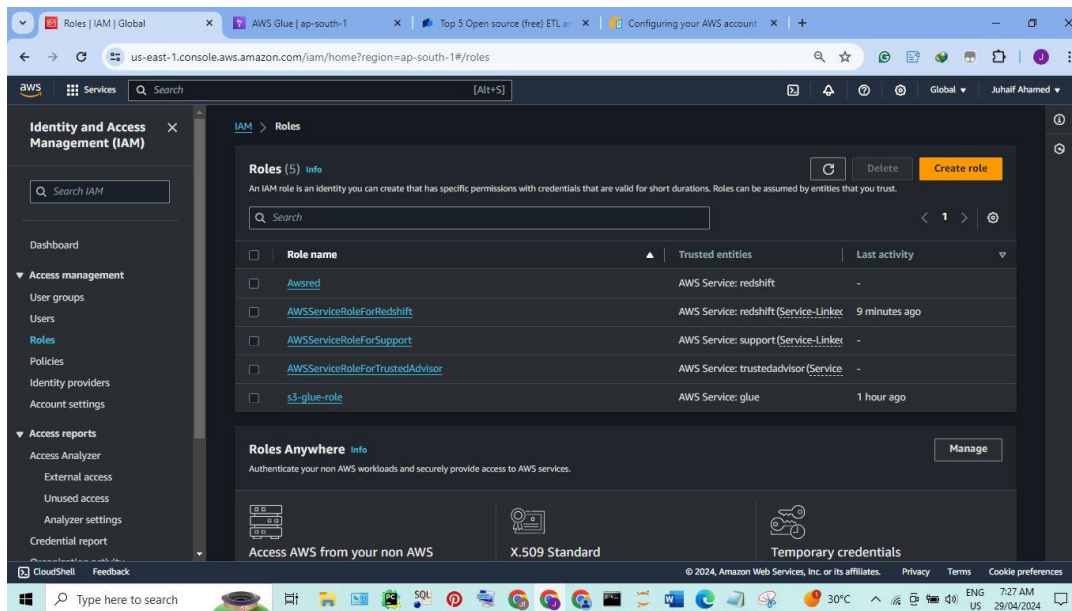 Roles | IAM | Global
AWS Glue | ap-south-1
Top 5 Open source (free) ETL
Configuring your AWS account
us-east-1.console.aws.amazon.com/iam/home?region=ap-south-1#/roles
J
aws
Services
Search
[Alt+S]
Global
Juhaif Ahamed
Identity and Access
Management (IAM)
Search IAM
Dashboard
Access management
User groups
Users
Roles
Policies
Identity providers
Account settings
Access reports
Access Analyzer
External access
Unused access
Analyzer settings
Credential report
IAM > Roles
Roles (5) Info
Delete
Create role
An IAM role is an identity you can create that has specific permissions with credentials that are valid for short durations. Roles can be assumed by entities that you trust.
Search
1
Role name Trusted entities Last activity
Awsred AWS Service: redshift -
AWSServiceRoleForRedshift AWS Service: redshift (Service-Linked 9 minutes ago
AWSServiceRoleForSupport AWS Service: support (Service-Linked -
AWSServiceRoleForTrustedAdvisor AWS Service: trustedadvisor (Service -
s3-glue-role AWS Service: glue 1 hour ago
Roles Anywhere Info
Manage
Authenticate your non AWS workloads and securely provide access to AWS services.
Access AWS from your non AWS
X.509 Standard
Temporary credentials
CloudShell Feedback
© 2024, Amazon Web Services, Inc. or its affiliates. Privacy Terms Cookie preferences
Type here to search
PC
SQL
30°C
ENG
US
7:27 AM
29/04/2024